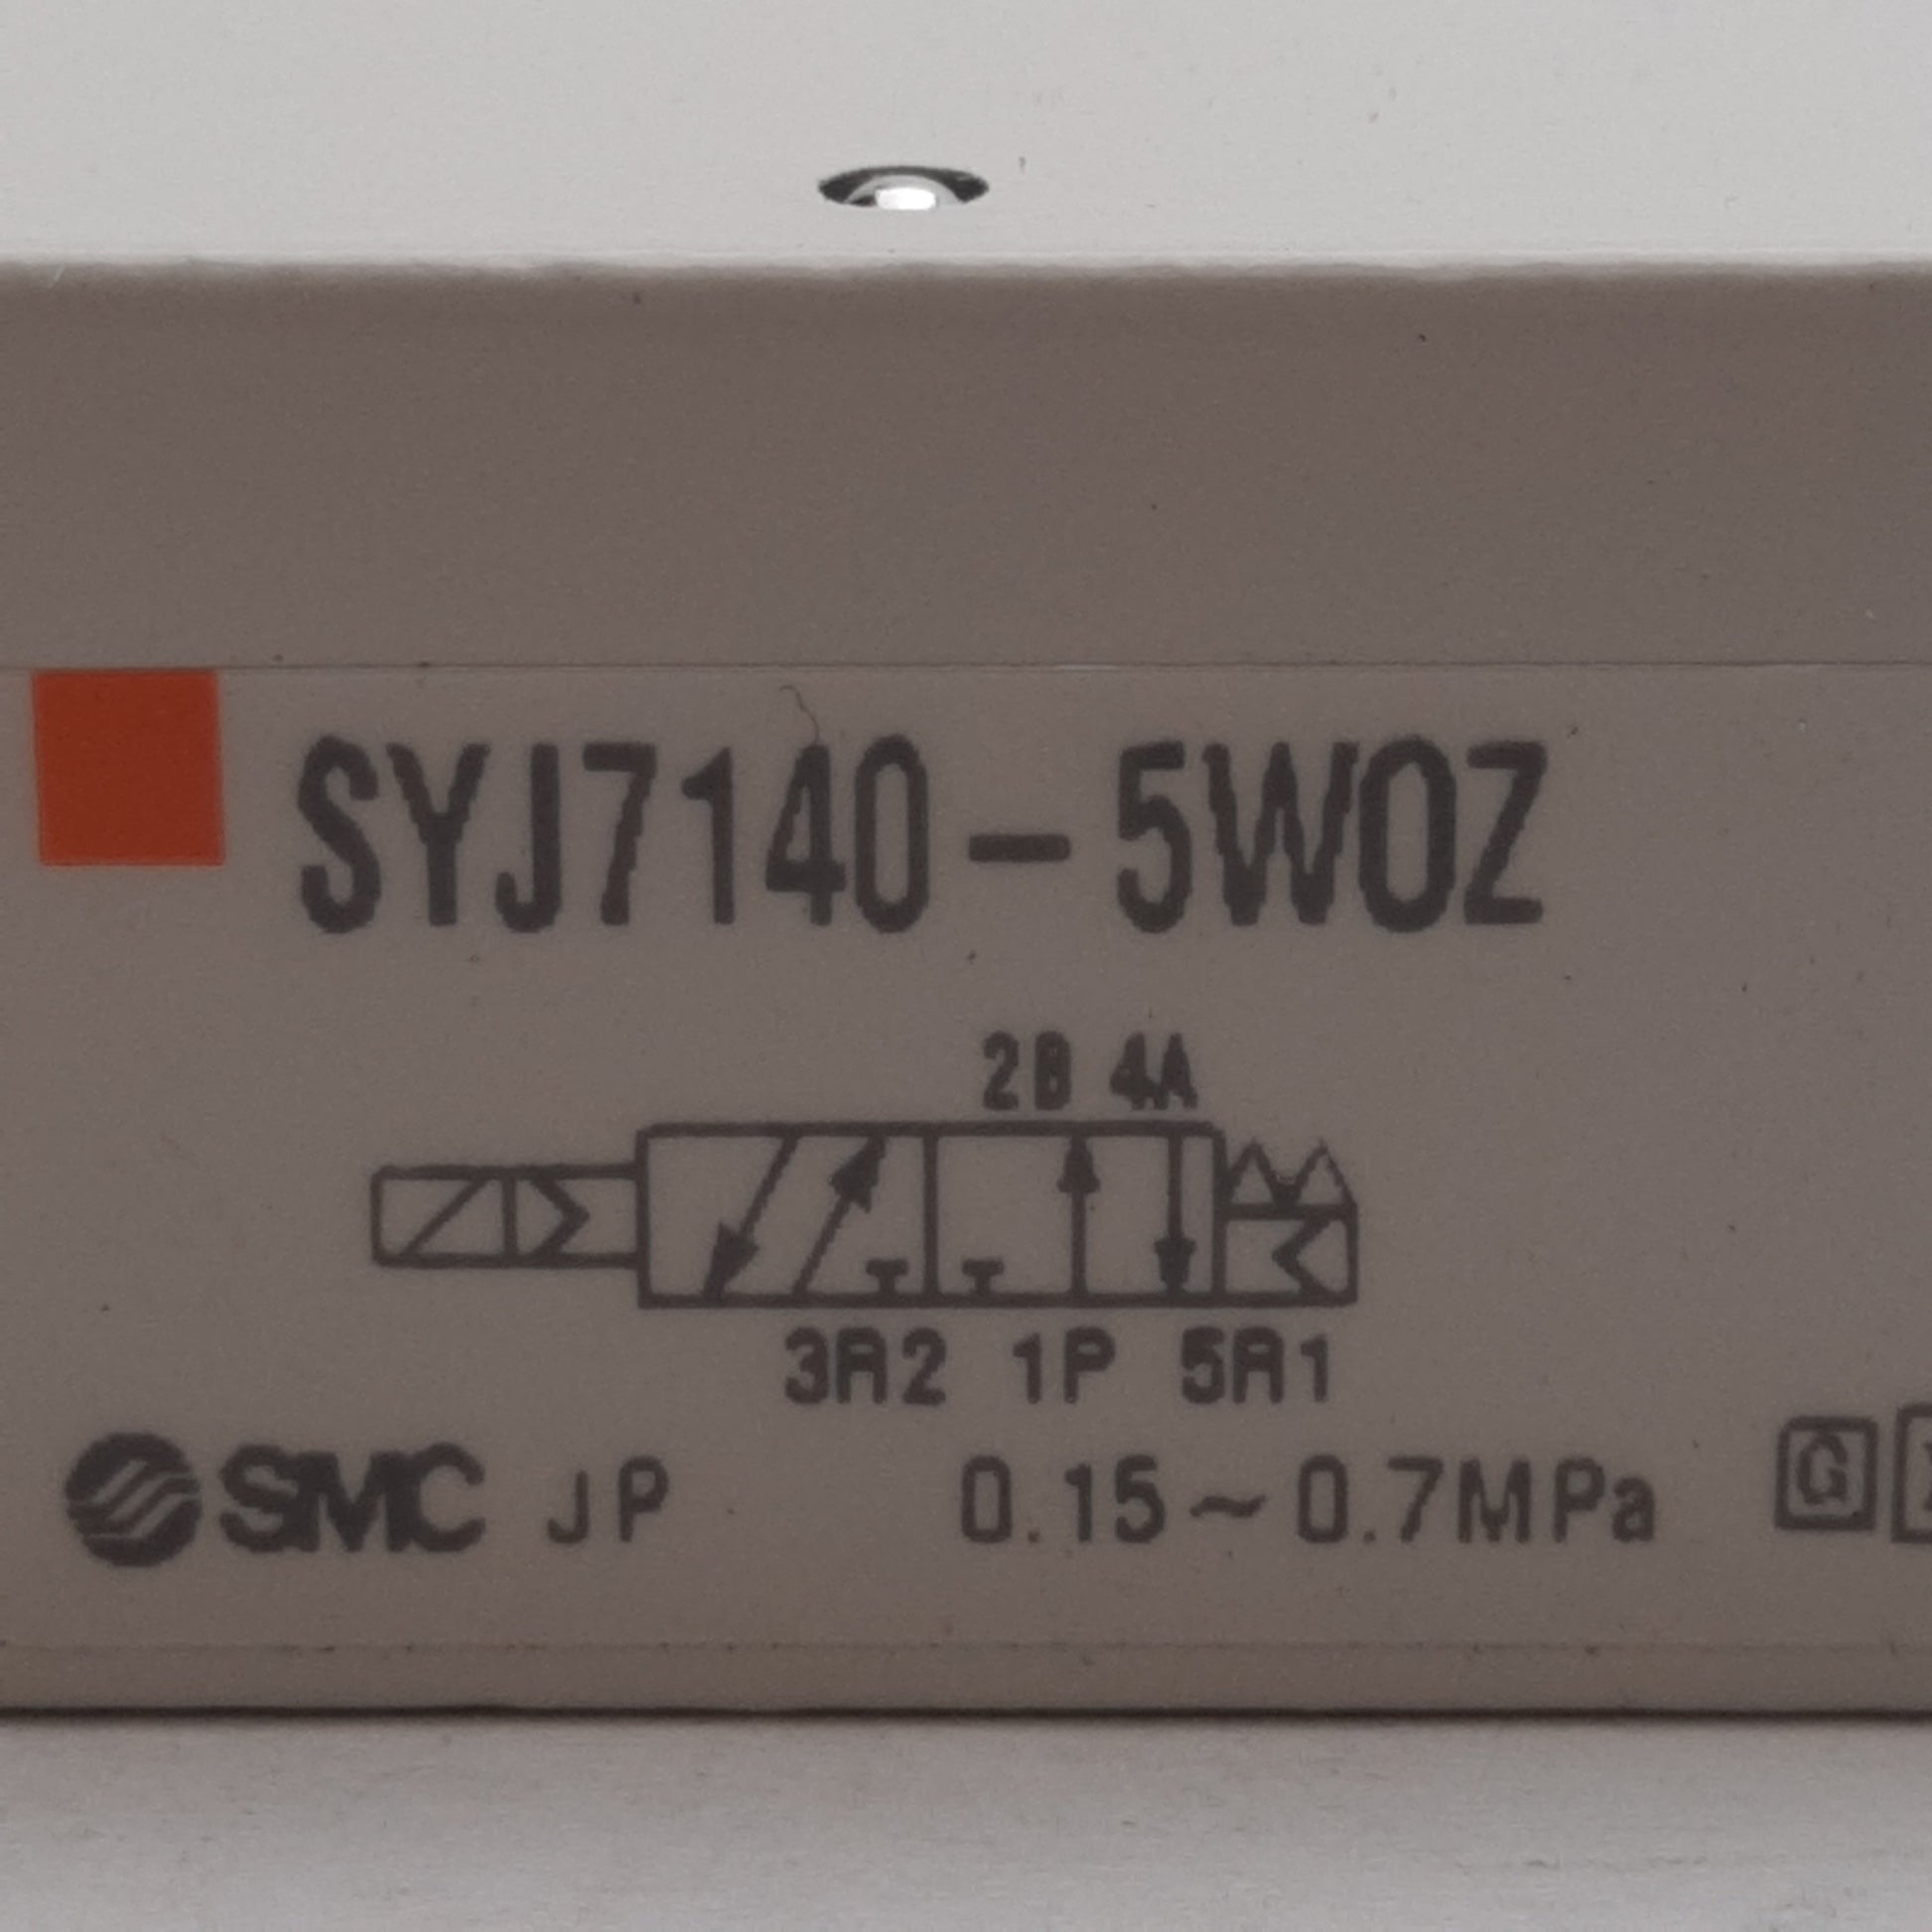 SYJ7140-5WOZ
2B 4A
3R2 1P 5R1
SMC JP 0.15~0.7MPa G